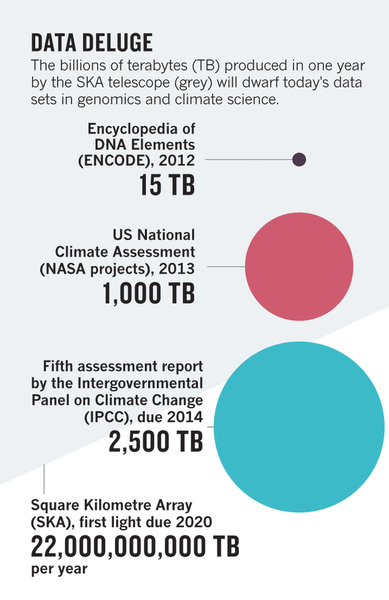 DATA DELUGE
The billions of terabytes (TB) produced in one year
by the SKA telescope (grey) will dwarf today's data
sets in genomics and climate science.
Encyclopedia of
DNA Elements
(ENCODE), 2012
15 TB
US National
Climate Assessment
(NASA projects), 2013
1,000 TB
Fifth assessment report
by the Intergovernmental
Panel on Climate Change
(IPCC), due 2014
2,500 TB
Square Kilometre Array
(SKA), first light due 2020
22,000,000,000 TB
per year